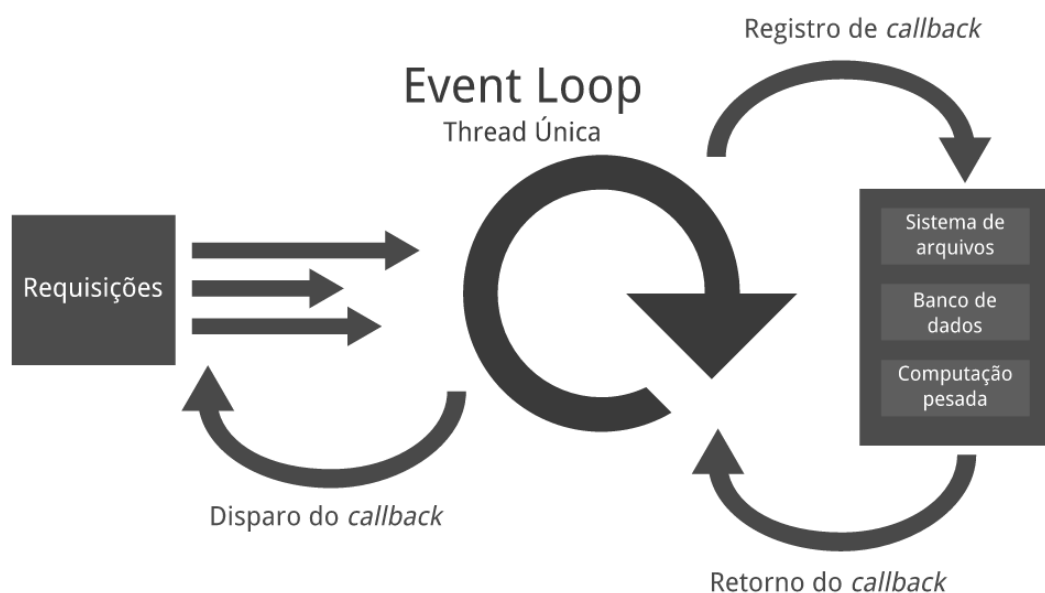 Registro de callback
Event Loop
Thread Única
Requisições
Sistema de
arquivos
Banco de
dados
Computação
pesada
Disparo do callback
Retorno do callback